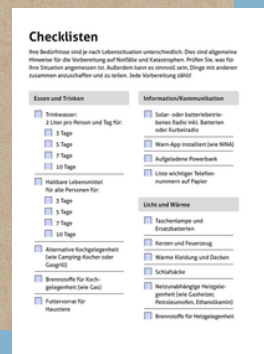 Checklisten
Ihre Bedürfnisse sind je nach Lebenssituation unterschiedlich. Dies sind allgemeine
Hinweise für die Vorbereitung auf Notfälle und Katastrophen. Prüfen Sie, was für
Ihre Situation angemessen ist. Außerdem kann es sinnvoll sein, Dinge mit anderen
zusammen anzuschaffen und zu teilen. Jede Vorbereitung zählt!
Essen und Trinken
Trinkwasser:
2 Liter pro Person und Tag für:
3 Tage
5 Tage
7 Tage
10 Tage
Haltbare Lebensmittel
für alle Personen für:
3 Tage
5 Tage
7 Tage
10 Tage
Alternative Kochgelegenheit
(wie Camping-Kocher oder
Gasgrill)
Brennstoffe für Koch-
gelegenheit (wie Gas)
Futtervorrat für
Haustiere
Information/Kommunikation
Solar- oder batteriebetrie-
benes Radio inkl. Batterien
oder Kurbelradio
Warn-App installiert (wie NINA)
Aufgeladene Powerbank
Liste wichtiger Telefon-
nummern auf Papier
Licht und Wärme
Taschenlampe und
Ersatzbatterien
Kerzen und Feuerzeug
Warme Kleidung und Decken
Schlafsäcke
Netzunabhängige Heizgele-
genheit (wie Gasheizer,
Petroleumofen, Ethanolkamin)
Brennstoffe für Heizgelegenheit